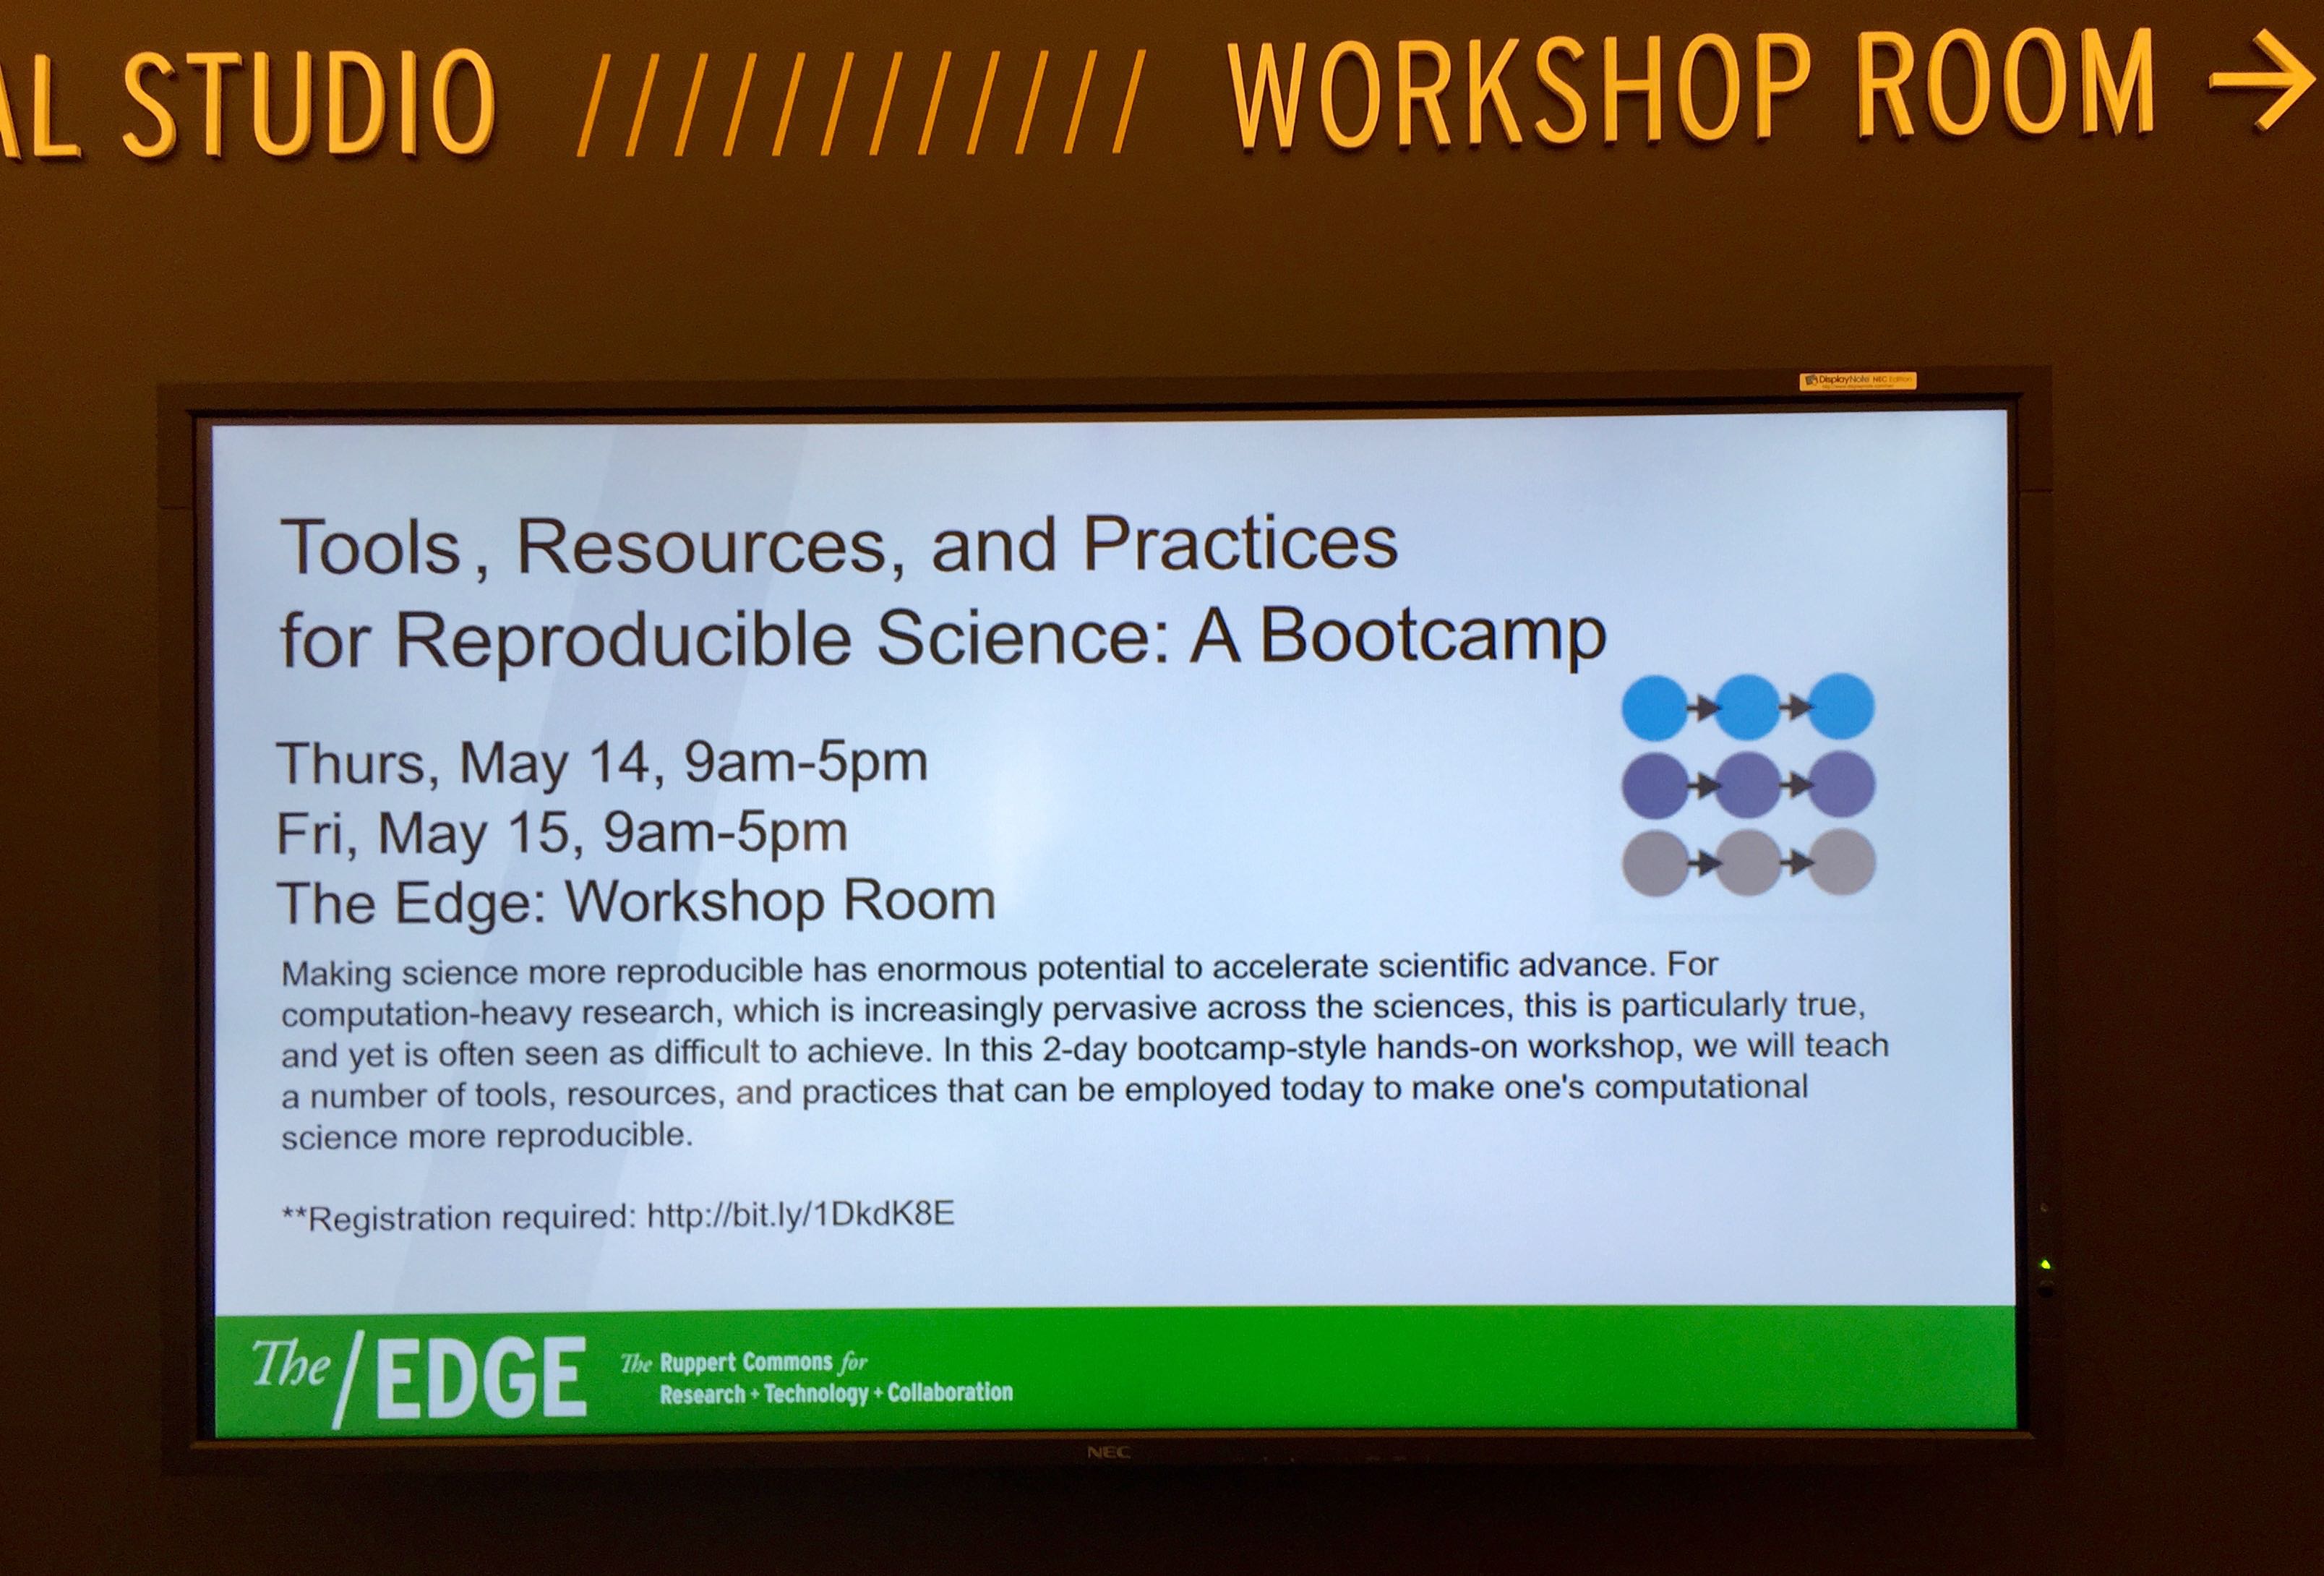 AL STUDIO //////////// WORKSHOP ROOM →
DisplayNote NEC Edition
Tools, Resources, and Practices
for Reproducible Science: A Bootcamp
Thurs, May 14, 9am-5pm
Fri, May 15, 9am-5pm
The Edge: Workshop Room
Making science more reproducible has enormous potential to accelerate scientific advance. For
computation-heavy research, which is increasingly pervasive across the sciences, this is particularly true,
and yet is often seen as difficult to achieve. In this 2-day bootcamp-style hands-on workshop, we will teach
a number of tools, resources, and practices that can be employed today to make one's computational
science more reproducible.
**Registration required: http://bit.ly/1DkdK8E
The/EDGE
The Ruppert Commons for
Research + Technology + Collaboration
NEC